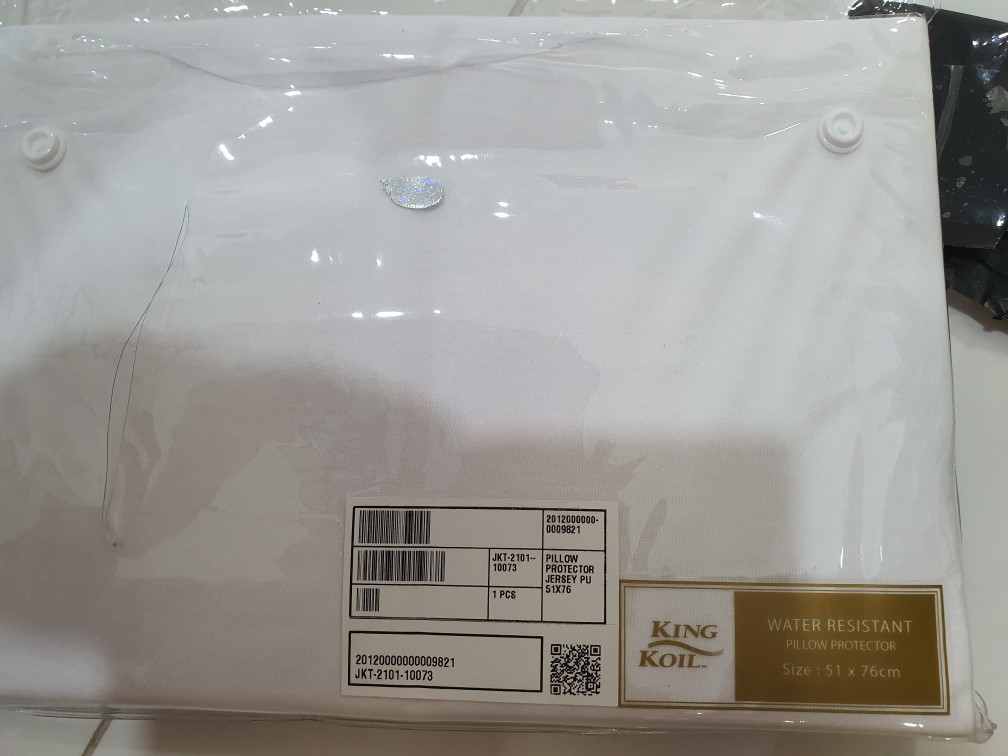 2012000000-
0009821
JKT-2101--
10073
PILLOW
PROTECTOR
JERSEY PU
51X76
1 PCS
20120000000009821
JKT-2101-10073
KING
KOIL
WATER RESISTANT
PILLOW PROTECTOR
Size : 51 x 76cm